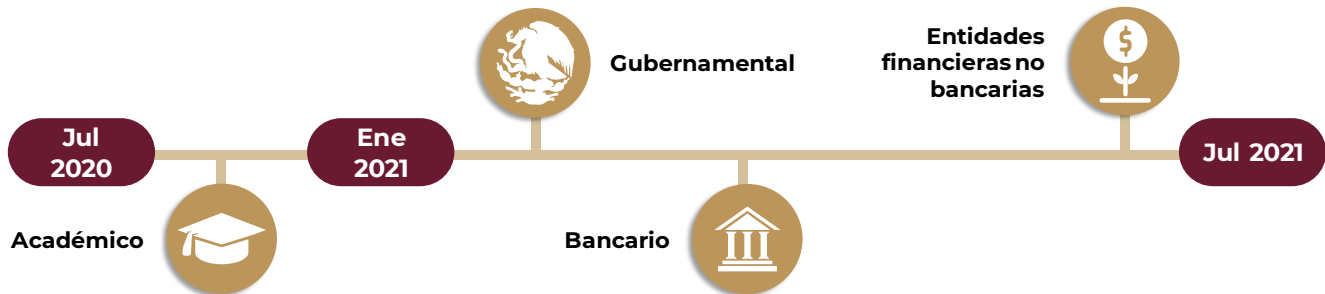 Jul
2020
Académico
Ene
2021
Gubernamental
Bancario
Entidades
financieras no
bancarias
Jul 2021